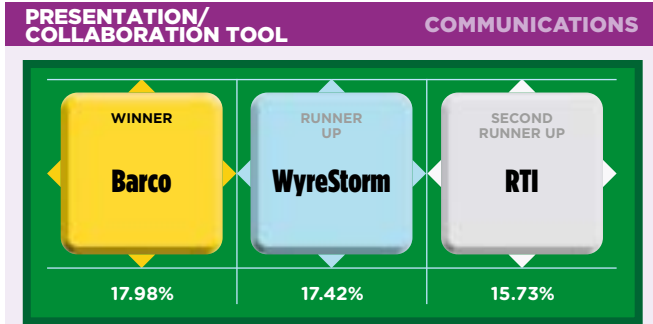 PRESENTATION/
COLLABORATION TOOL
COMMUNICATIONS
WINNER
Barco
17.98%
RUNNER
UP
WyreStorm
17.42%
SECOND
RUNNER UP
RTI
15.73%